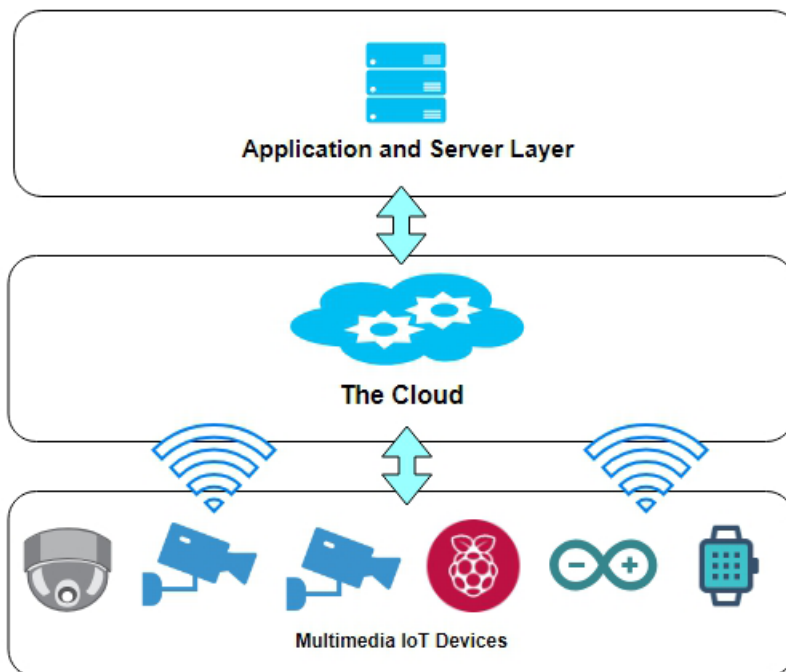 Application and Server Layer
The Cloud
Multimedia IoT Devices